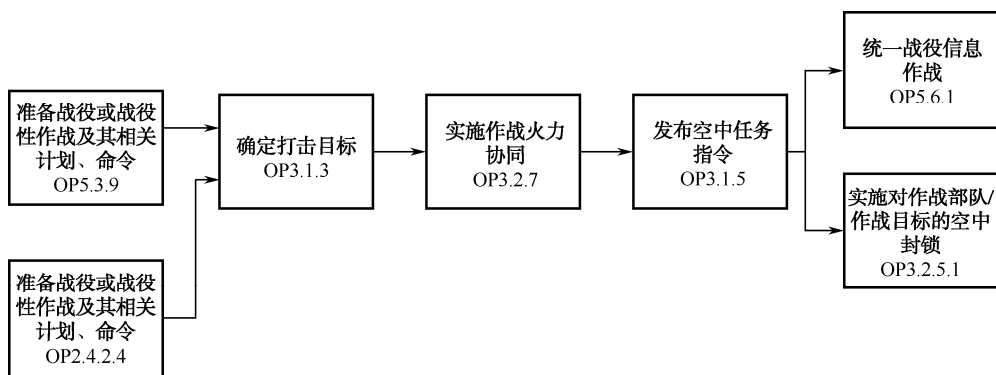 准备战役或战役
性作战及其相关
计划、命令
OP5.3.9
准备战役或战役
性作战及其相关
计划、命令
OP2.4.2.4
确定打击目标
OP3.1.3
实施作战火力
协同
OP3.2.7
发布空中任务
指令
OP3.1.5
统一战役信息
作战
OP5.6.1
实施对作战部队/
作战目标的空中
封锁
OP3.2.5.1